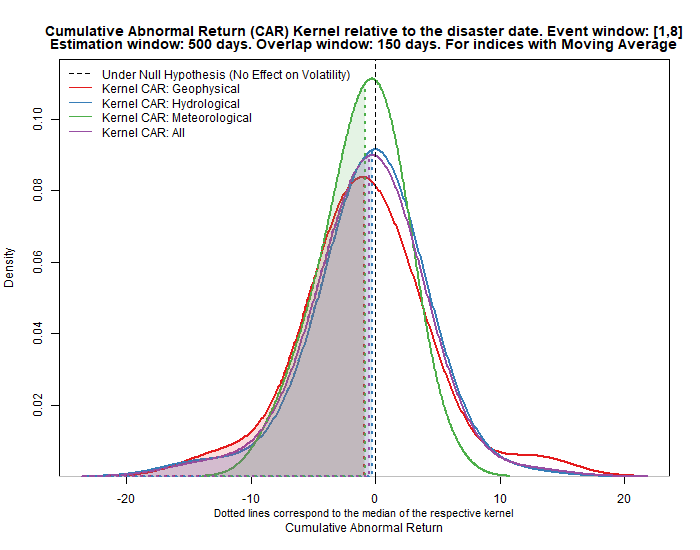 Cumulative Abnormal Return (CAR) Kernel relative to the disaster date. Event window: [1,8]
Estimation window: 500 days. Overlap window: 150 days. For indices with Moving Average
Under Null Hypothesis (No Effect on Volatility)
Kernel CAR: Geophysical
Kernel CAR: Hydrological
Kernel CAR: Meteorological
Kernel CAR: All
Density
0.10
0.08
0.06
0.04
0.02
-20 -10 0 10 20
Dotted lines correspond to the median of the respective kernel
Cumulative Abnormal Return